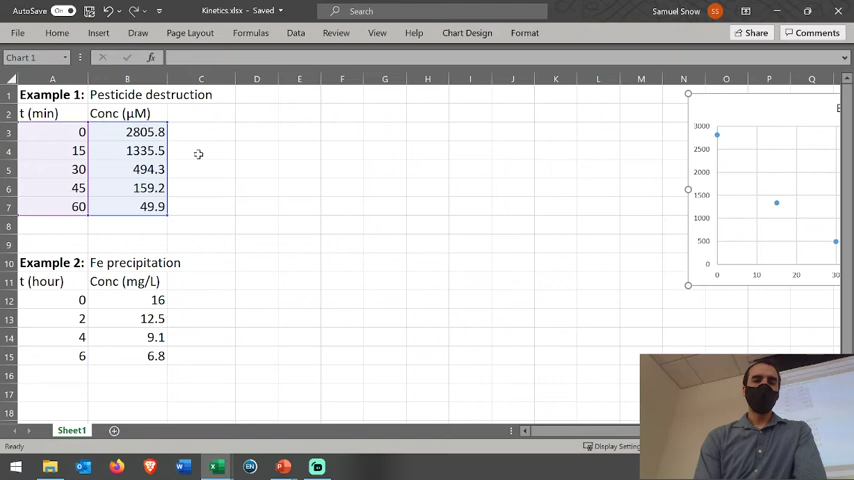 AutoSave On Kinetics.xlsx - Saved Search Samuel Snow SS
File Home Insert Draw Page Layout Formulas Data Review View Help Chart Design Format Share Comments
Chart 1 fx
A B C D E F G H I J K L M N O P Q
1 Example 1: Pesticide destruction
2 t (min) Conc (µM)
3 0 2805.8
4 15 1335.5
5 30 494.3
6 45 159.2
7 60 49.9
8
9
10 Example 2: Fe precipitation
11 t (hour) Conc (mg/L)
12 0 16
13 2 12.5
14 4 9.1
15 6 6.8
16
17
18
3000
2500
2000
1500
1000
500
0
0 10 20 30
Sheet1
Ready Display
EN